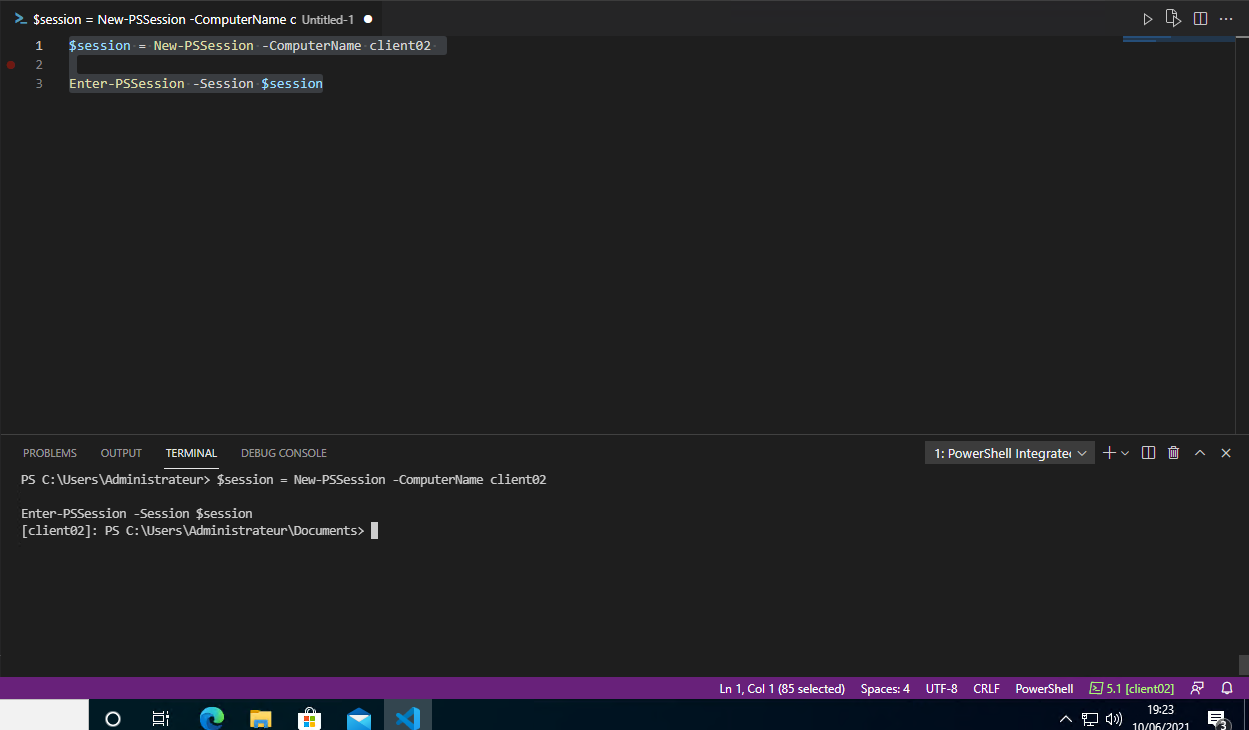 $session = New-PSSession -ComputerName c Untitled-1
1 $session = New-PSSession -ComputerName client02
2
3 Enter-PSSession -Session $session
PROBLEMS OUTPUT TERMINAL DEBUG CONSOLE 1: PowerShell Integrate
PS C:\Users\Administrateur> $session = New-PSSession -ComputerName client02
Enter-PSSession -Session $session
[client02]: PS C:\Users\Administrateur\Documents>
Ln 1, Col 1 (85 selected) Spaces: 4 UTF-8 CRLF PowerShell 5.1 [client02]
19:23
10/06/2021
3